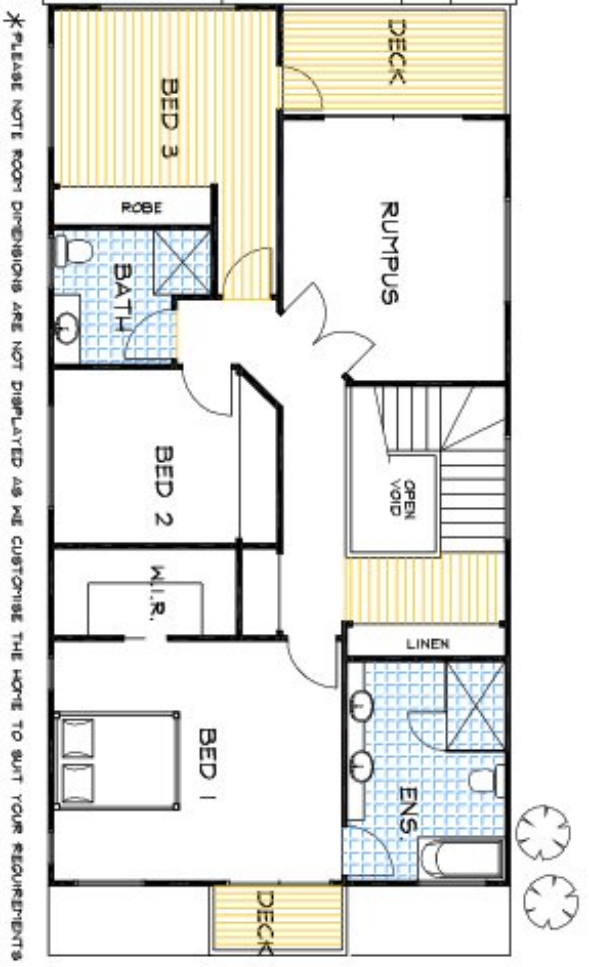 DECK
BED 3
ROBE
RUMPUS
BATH
BED 2
OPEN
VOID
W.I.R.
LINEN
BED 1
ENS.
DECK
* PLEASE NOTE ROOM DIMENSIONS ARE NOT DISPLAYED AS WE CUSTOMISE THE HOME TO SUIT YOUR REQUIREMENTS